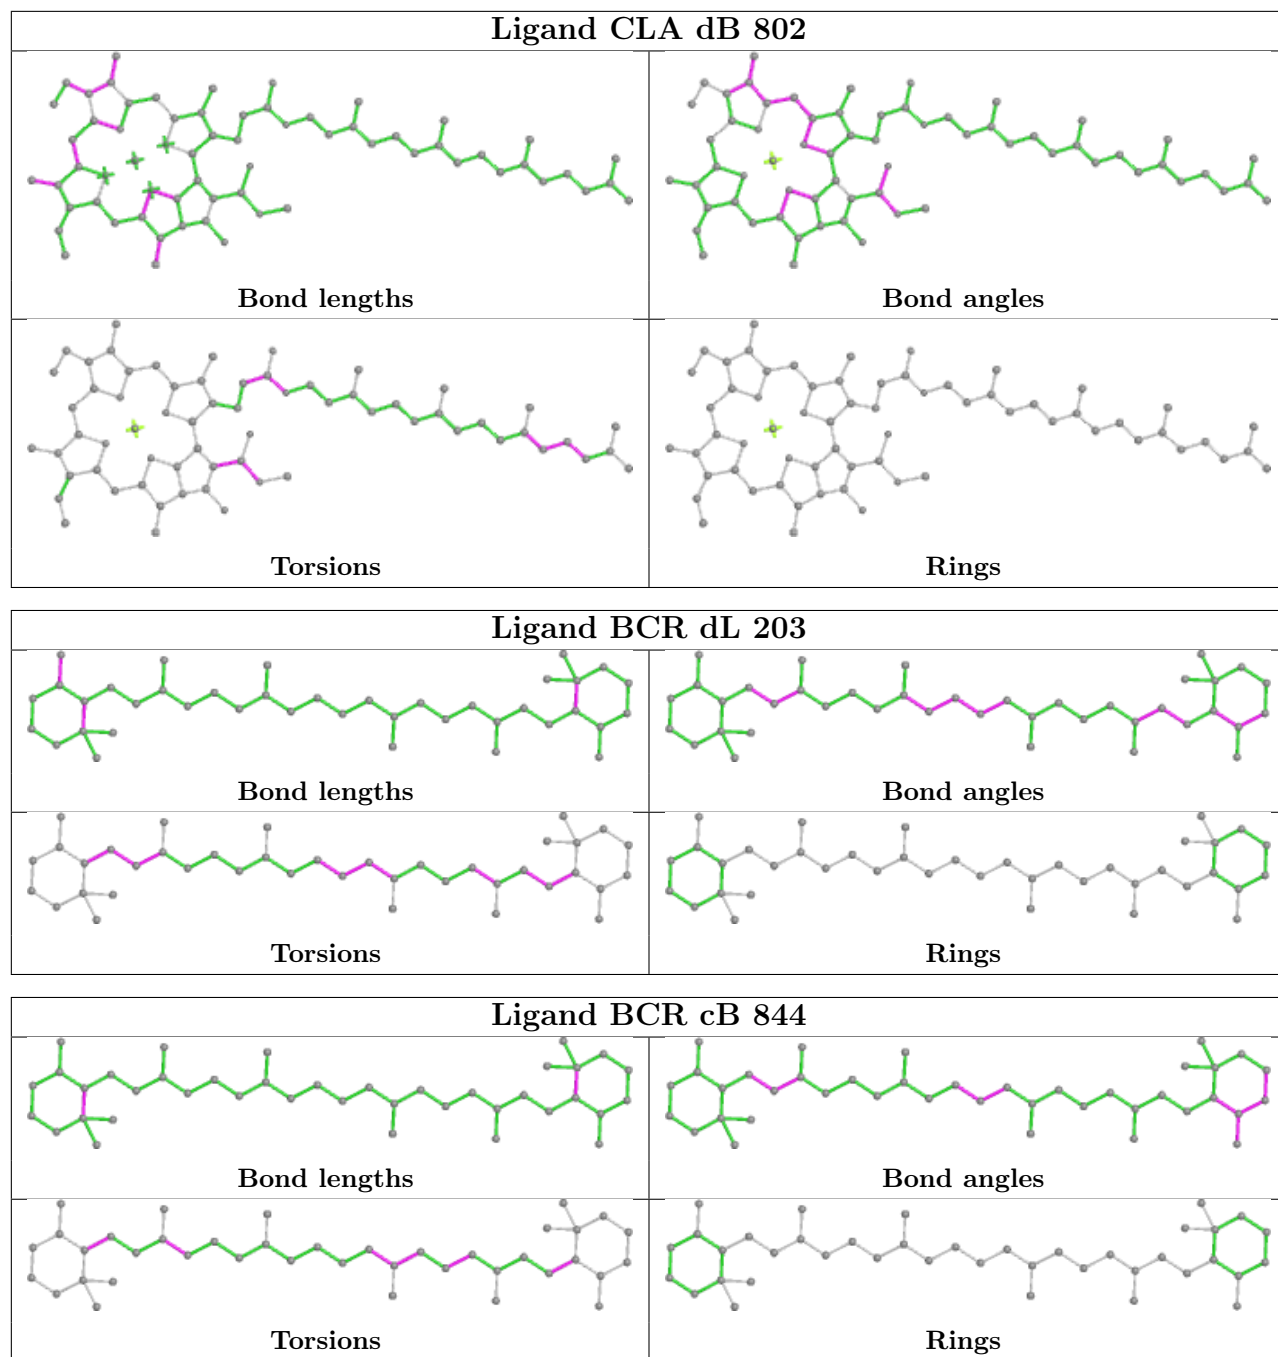 Ligand CLA dB 802
Bond lengths
Bond angles
Torsions
Rings
Ligand BCR dL 203
Bond lengths
Bond angles
Torsions
Rings
Ligand BCR cB 844
Bond lengths
Bond angles
Torsions
Rings